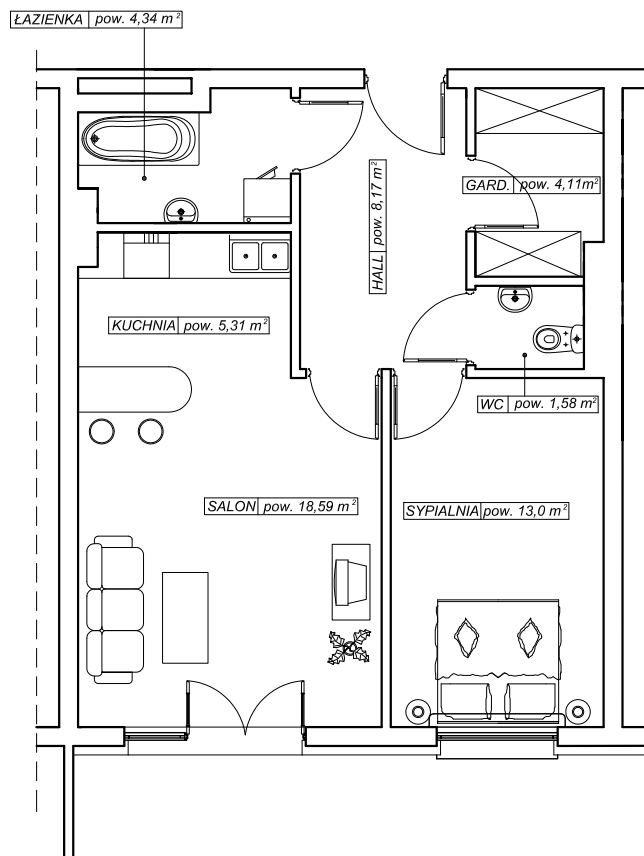 ŁAZIENKA pow. 4,34 m²
HALL pow. 8,17 m²
GARD. pow. 4,11m²
KUCHNIA pow. 5,31 m²
WC pow. 1,58 m²
SALON pow. 18,59 m²
SYPIALNIA pow. 13,0 m²